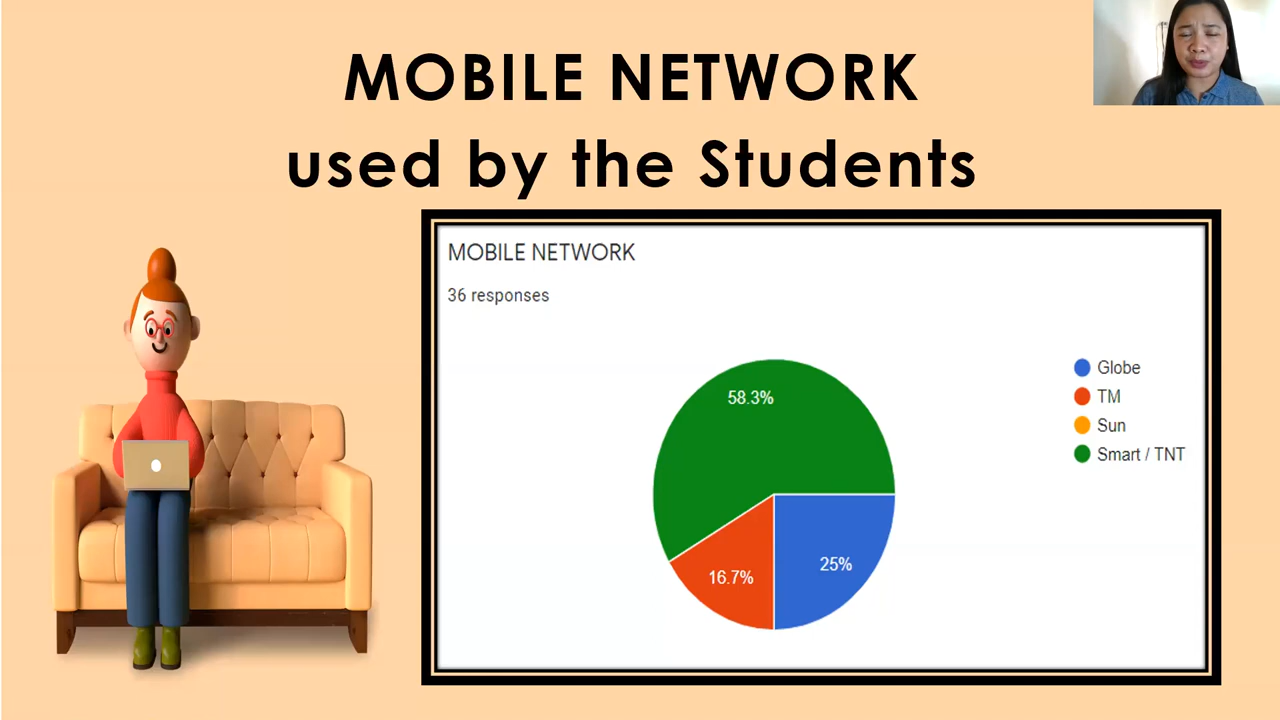 MOBILE NETWORK
used by the Students
MOBILE NETWORK
36 responses
58.3%
16.7%
25%
Globe
TM
Sun
Smart / TNT